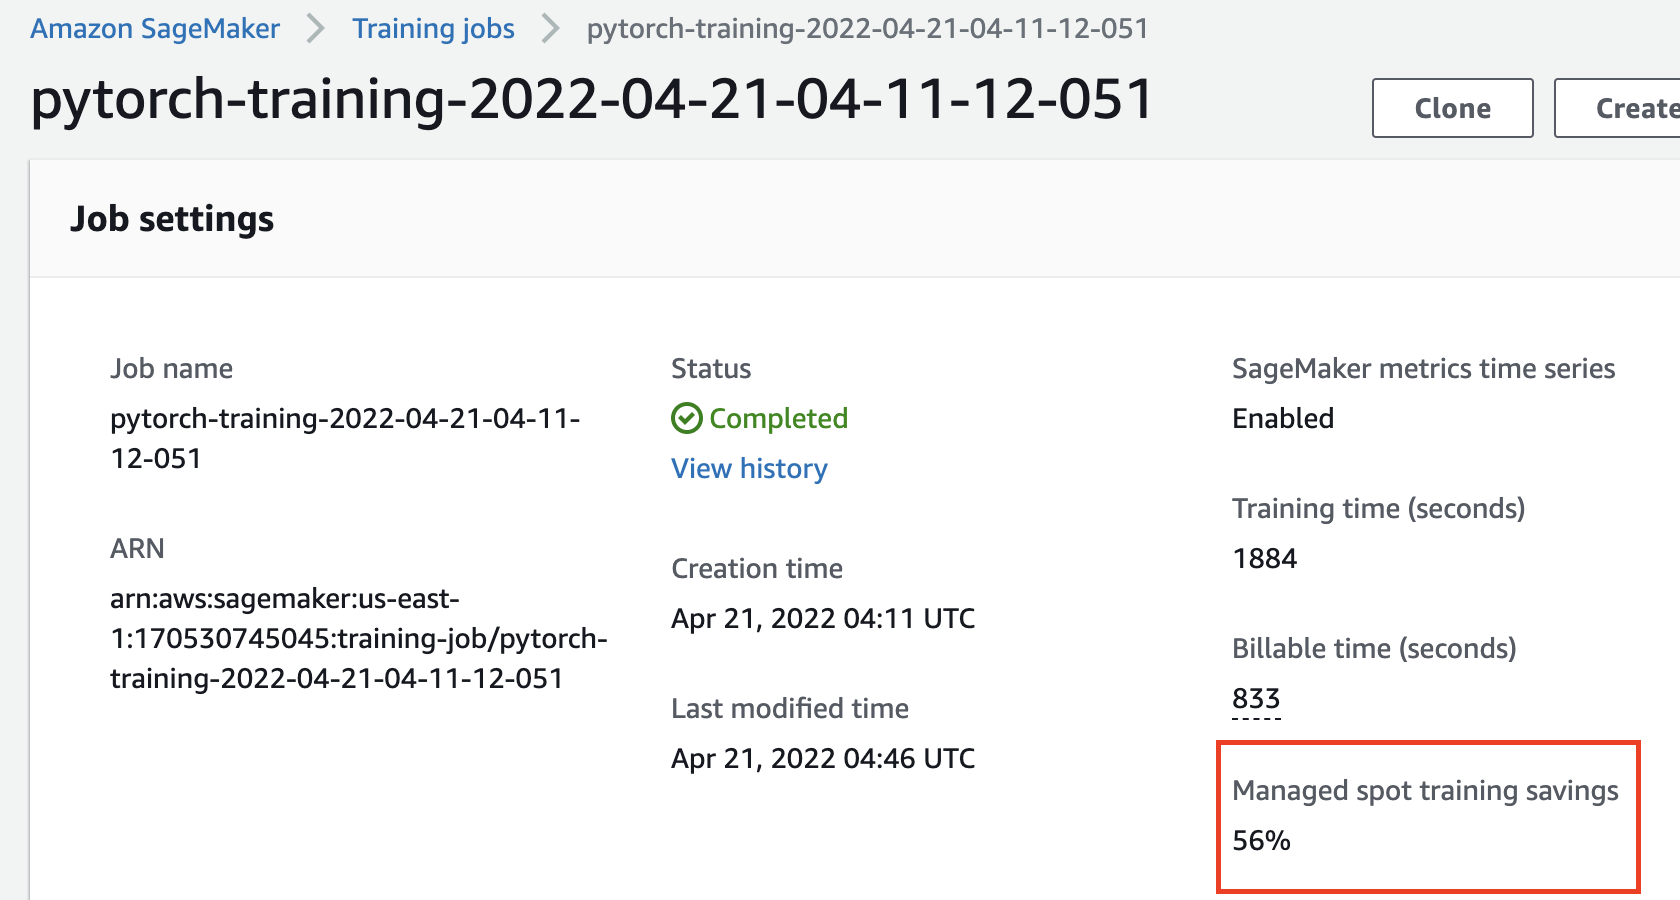 Amazon SageMaker > Training jobs > pytorch-training-2022-04-21-04-11-12-051
pytorch-training-2022-04-21-04-11-12-051
Clone
Create
Job settings
Job name
pytorch-training-2022-04-21-04-11-
12-051
ARN
arn:aws:sagemaker:us-east-
1:170530745045:training-job/pytorch-
training-2022-04-21-04-11-12-051
Status
Completed
View history
Creation time
Apr 21, 2022 04:11 UTC
Last modified time
Apr 21, 2022 04:46 UTC
SageMaker metrics time series
Enabled
Training time (seconds)
1884
Billable time (seconds)
833
Managed spot training savings
56%